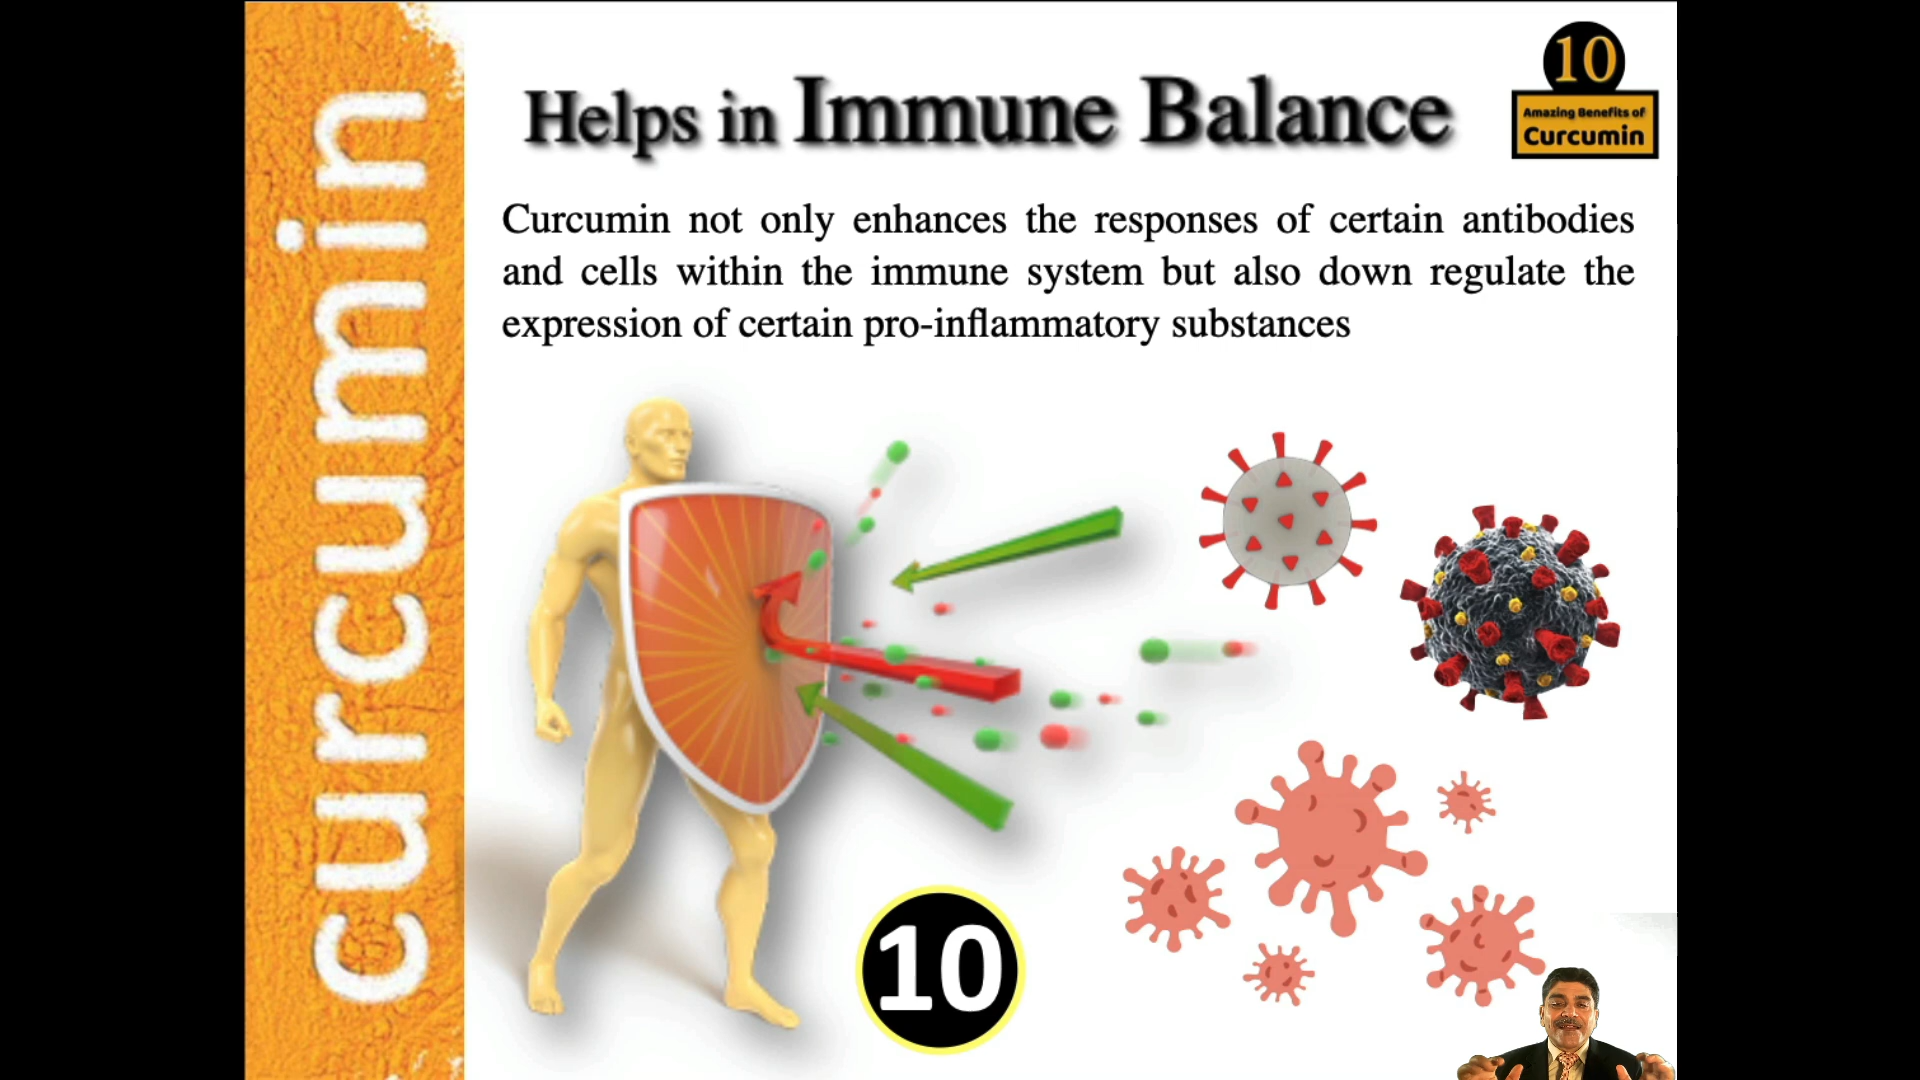 curcumin
Helps in Immune Balance
10
Amazing Benefits of
Curcumin
Curcumin not only enhances the responses of certain antibodies
and cells within the immune system but also down regulate the
expression of certain pro-inflammatory substances
10